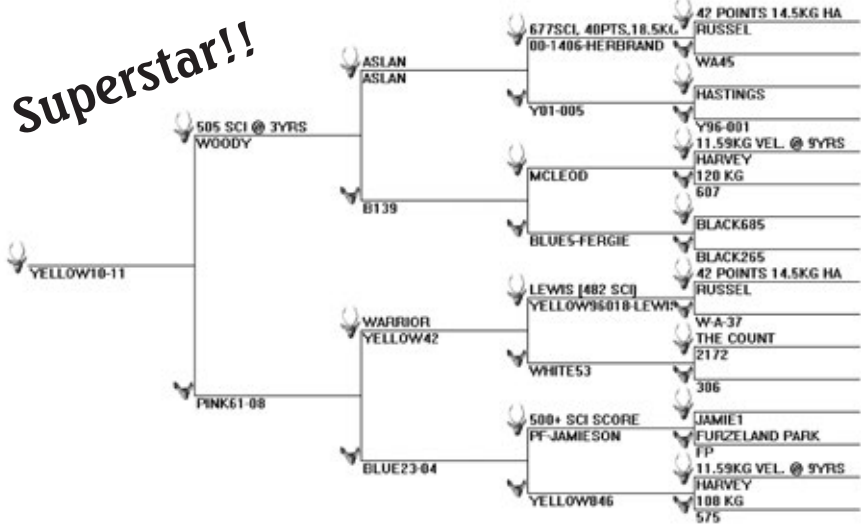 Superstar!!
YELLOW10-11
505 SCI @ 3YRS
WOODY
PINK61-08
ASLAN
ASLAN
B139
WARRIOR
YELLOW42
BLUE23-04
677SCI, 40PTS,18.5KG
00-1406-HERBRAND
Y01-005
MCLEOD
BLUE5-FERGIE
LEWIS [482 SCI]
YELLOW96018-LEWIS
WHITE53
500+ SCI SCORE
PF-JAMIESON
YELLOW846
42 POINTS 14.5KG HA
RUSSEL
WA45
HASTINGS
Y96-001
11.59KG VEL. @ 9YRS
HARVEY
120 KG
607
BLACK685
BLACK265
42 POINTS 14.5KG HA
RUSSEL
W-A-37
THE COUNT
2172
306
JAMIE1
FURZELAND PARK
FP
11.59KG VEL. @ 9YRS
HARVEY
108 KG
575